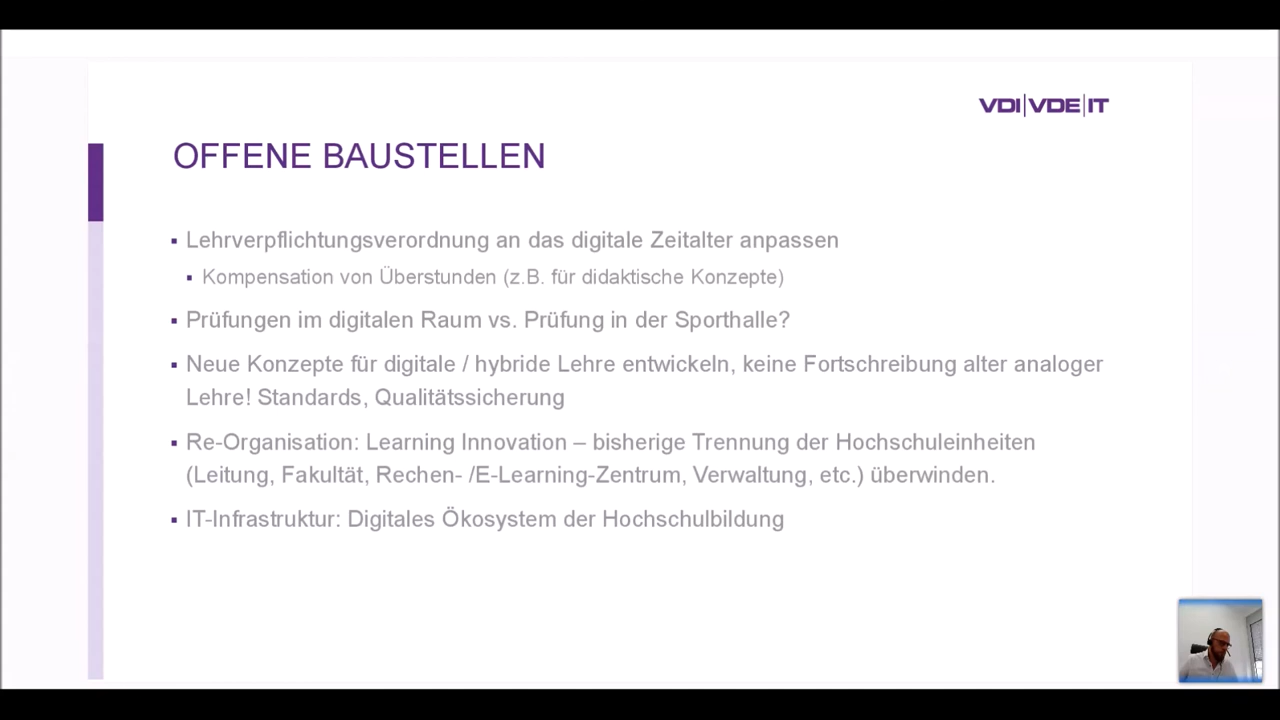 VDI|VDE|IT
OFFENE BAUSTELLEN
▪ Lehrverpflichtungsverordnung an das digitale Zeitalter anpassen
▪ Kompensation von Überstunden (z.B. für didaktische Konzepte)
▪ Prüfungen im digitalen Raum vs. Prüfung in der Sporthalle?
▪ Neue Konzepte für digitale / hybride Lehre entwickeln, keine Fortschreibung alter analoger
Lehre! Standards, Qualitätssicherung
▪ Re-Organisation: Learning Innovation – bisherige Trennung der Hochschuleinheiten
(Leitung, Fakultät, Rechen- /E-Learning-Zentrum, Verwaltung, etc.) überwinden.
▪ IT-Infrastruktur: Digitales Ökosystem der Hochschulbildung